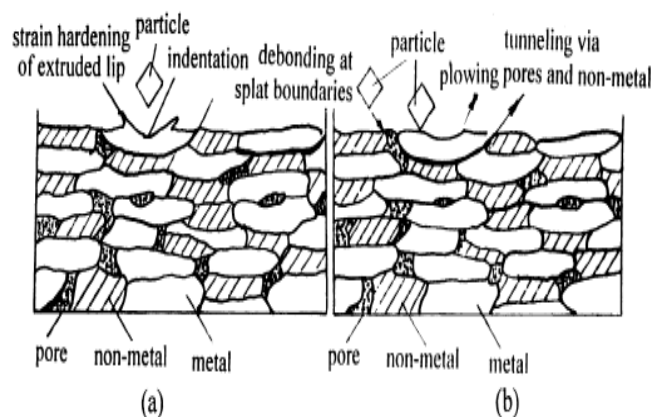 particle
strain hardening
of extruded lip
indentation
debonding at
splat boundaries
particle
tunneling via
plowing pores and non-metal
pore
non-metal
metal
pore
non-metal
metal
(a)
(b)